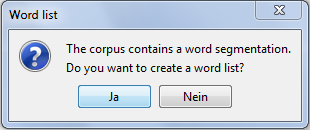 Word list
The corpus contains a word segmentation.
Do you want to create a word list?
Ja
Nein